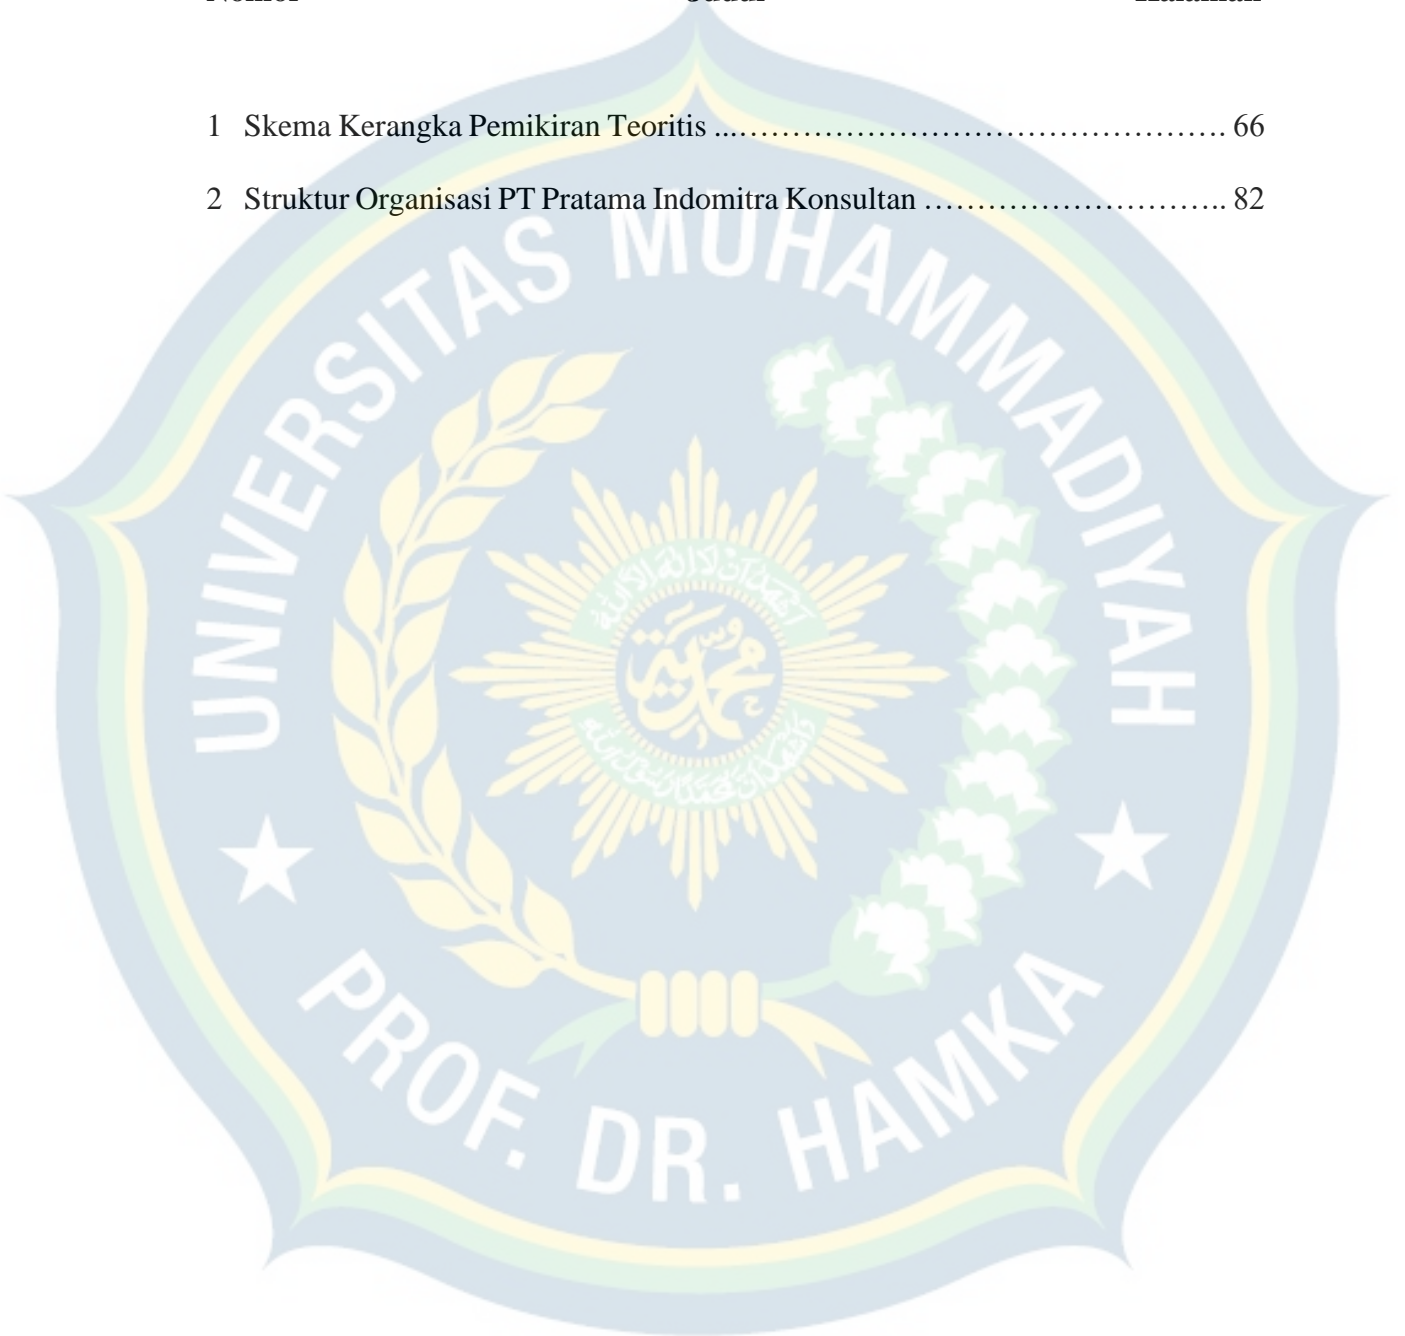 1 Skema Kerangka Pemikiran Teoritis ...………………………………………. 66
2 Struktur Organisasi PT Pratama Indomitra Konsultan ……………………….. 82
UNIVERSITAS MUHAMMADIYAH
PROF. DR. HAMKA